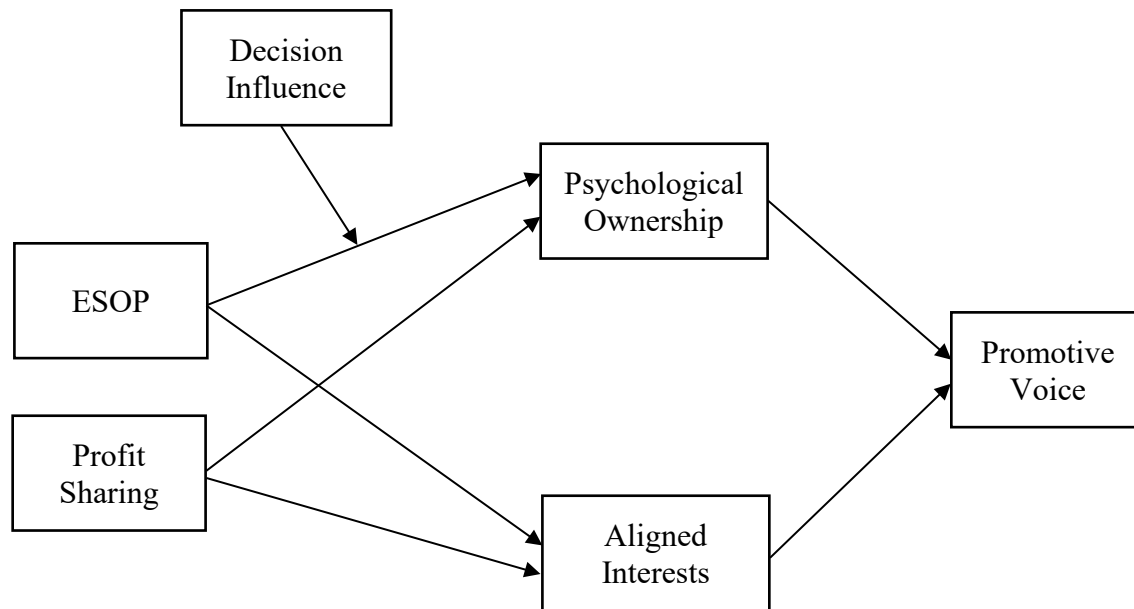 Decision
Influence
Psychological
Ownership
ESOP
Promotive
Voice
Profit
Sharing
Aligned
Interests